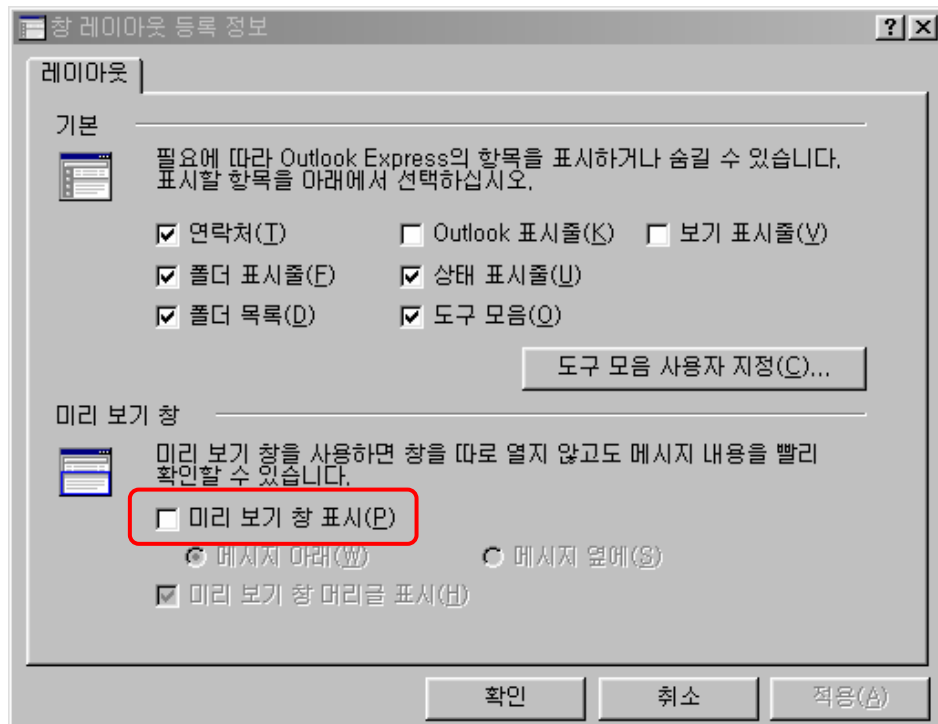 창 레이아웃 등록 정보
레이아웃
기본
필요에 따라 Outlook Express의 항목을 표시하거나 숨길 수 있습니다.
표시할 항목을 아래에서 선택하십시오.
연락처(T) Outlook 표시줄(K) 보기 표시줄(V)
폴더 표시줄(F) 상태 표시줄(U)
폴더 목록(D) 도구 모음(O)
도구 모음 사용자 지정(C)...
미리 보기 창
미리 보기 창을 사용하면 창을 따로 열지 않고도 메시지 내용을 빨리
확인할 수 있습니다.
미리 보기 창 표시(P)
메시지 아래(W) 메시지 옆에(S)
미리 보기 창 머리글 표시(H)
확인 취소 적용(A)